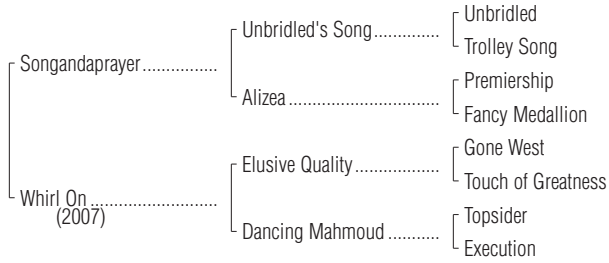 Unbridled
Unbridled's Song..............
Trolley Song
Songandaprayer................
Premiership
Alizea ................................
Fancy Medallion
Gone West
Elusive Quality ..................
Touch of Greatness
Whirl On ...........................
(2007)
Topsider
Dancing Mahmoud ...........
Execution